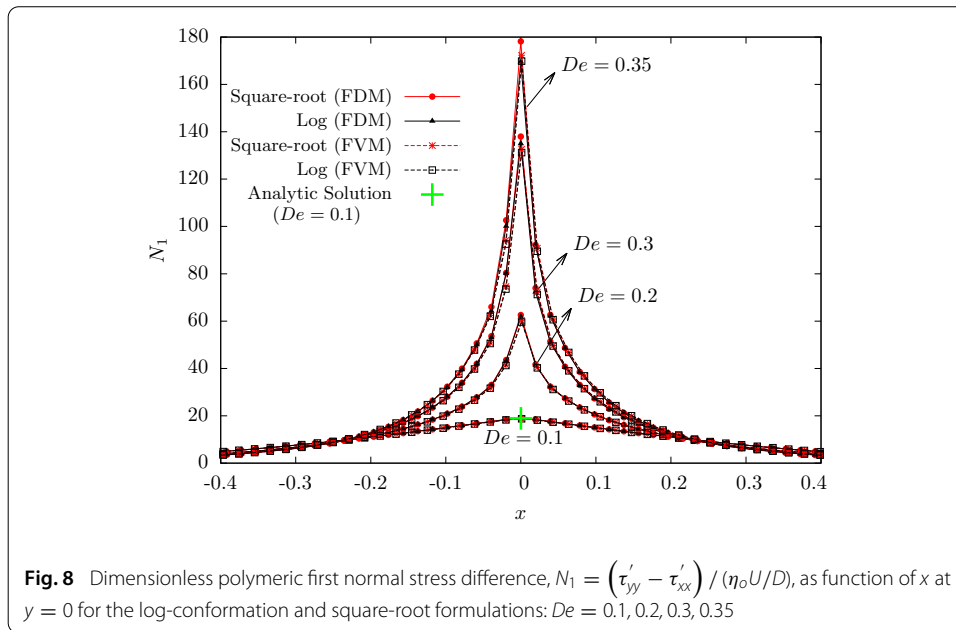 180
160
140
120
100
80
60
40
20
0
N₁
-0.4
-0.3
-0.2
-0.1
0
0.1
0.2
0.3
0.4
x
Square-root (FDM)
Log (FDM)
Square-root (FVM)
Log (FVM)
Analytic Solution
(De = 0.1)
De = 0.35
De = 0.3
De = 0.2
De = 0.1
Fig. 8 Dimensionless polymeric first normal stress difference, N₁ = (τ′yy − τ′xx) / (ηₒU/D), as function of x at
y = 0 for the log-conformation and square-root formulations: De = 0.1, 0.2, 0.3, 0.35